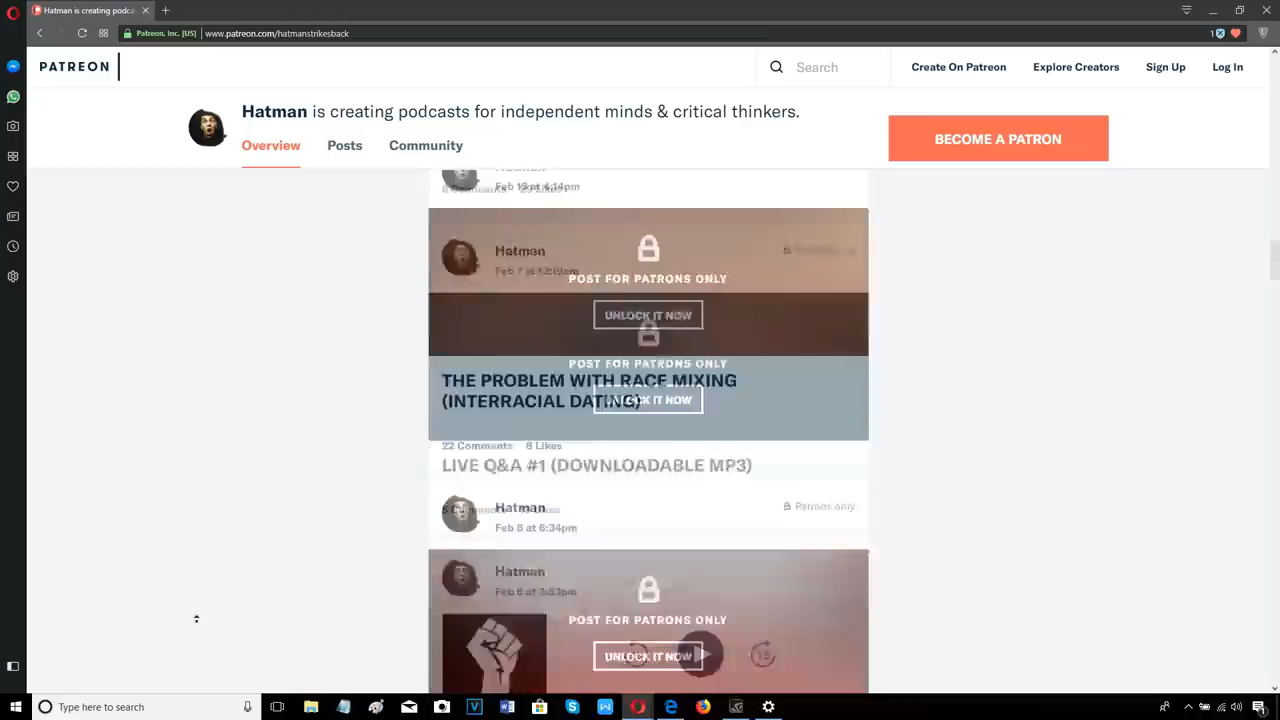 Hatman is creating podca
Patreon, Inc. [US] www.patreon.com/hatmanstrikesback
1
PATREON
Search
Create On Patreon
Explore Creators
Sign Up
Log In
Hatman is creating podcasts for independent minds & critical thinkers.
Overview
Posts
Community
BECOME A PATRON
Hatman
POST FOR PATRONS ONLY
UNLOCK IT NOW
POST FOR PATRONS ONLY
THE PROBLEM WITH RACE MIXING
(INTERRACIAL DATING)
UNLOCK IT NOW
22 Comments 6 Likes
LIVE Q&A #1 (DOWNLOADABLE MP3)
Hatman
Patrons only
Feb 8 at 6:34pm
Hatman
POST FOR PATRONS ONLY
UNLOCK IT NOW
15
Type here to search